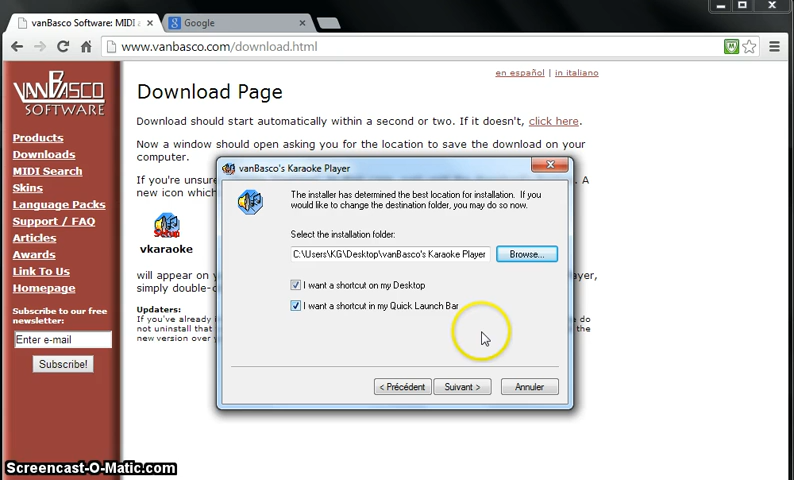 vanBasco Software: MIDI
Google
www.vanbasco.com/download.html
vanBasco
SOFTWARE
Products
Downloads
MIDI Search
Skins
Language Packs
Support / FAQ
Articles
Awards
Link To Us
Homepage
Subscribe to our free
newsletter:
Enter e-mail
Subscribe!
en español | in italiano
Download Page
Download should start automatically within a second or two. If it doesn't, click here.
Now a window should open asking you for the location to save the download on your
computer.
If you're unsure
A
new icon which
Setup
vkaraoke
will appear on
simply double-c
Updaters:
If you've already i
not uninstall that
new version over y
vanBasco's Karaoke Player
The installer has determined the best location for installation. If you
would like to change the destination folder, you may do so now.
Select the installation folder:
C:\Users\KG\Desktop\vanBasco's Karaoke Player
Browse...
I want a shortcut on my Desktop
I want a shortcut in my Quick Launch Bar
< Précédent
Suivant >
Annuler
layer,
do
the
Screencast-O-Matic.com